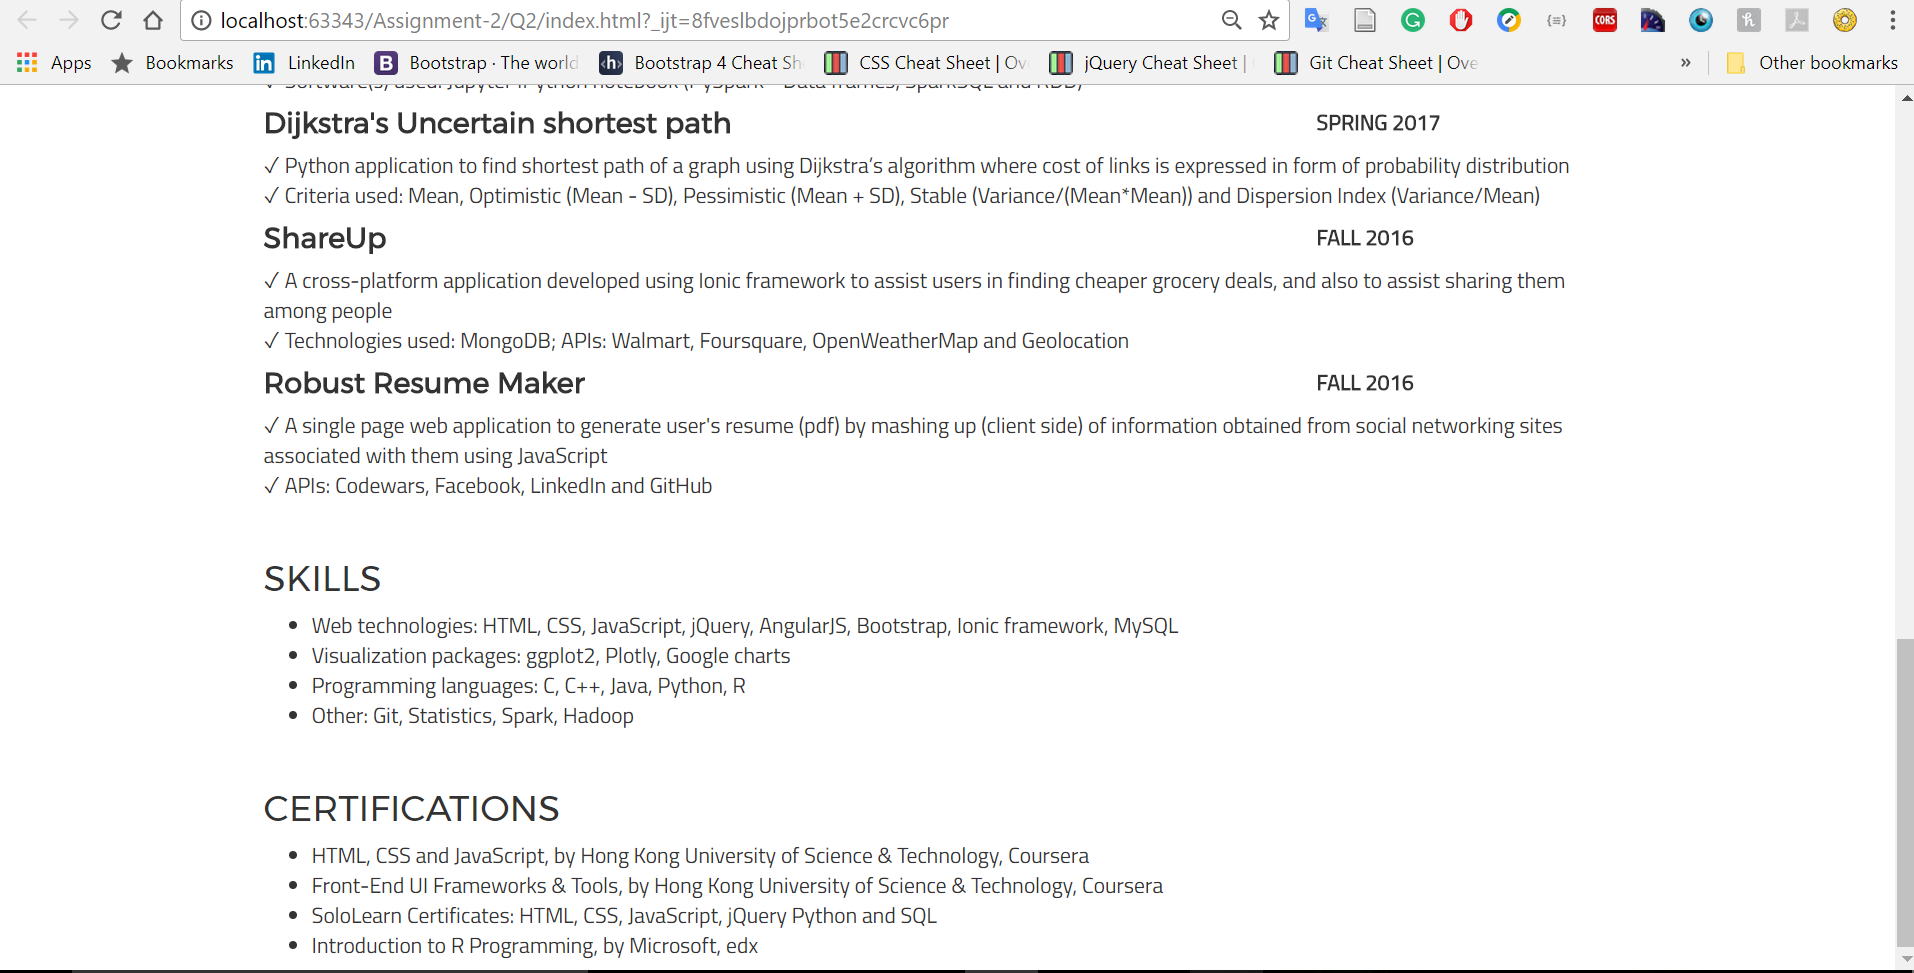 localhost:63343/Assignment-2/Q2/index.html?_ijt=8fveslbdojprbot5e2crcvc6pr
CORS
Apps Bookmarks LinkedIn Bootstrap · The world Bootstrap 4 Cheat Sh CSS Cheat Sheet | Ove jQuery Cheat Sheet | Git Cheat Sheet | Ove » Other bookmarks
Dijkstra's Uncertain shortest path SPRING 2017
✓ Python application to find shortest path of a graph using Dijkstra’s algorithm where cost of links is expressed in form of probability distribution
✓ Criteria used: Mean, Optimistic (Mean - SD), Pessimistic (Mean + SD), Stable (Variance/(Mean*Mean)) and Dispersion Index (Variance/Mean)
ShareUp FALL 2016
✓ A cross-platform application developed using Ionic framework to assist users in finding cheaper grocery deals, and also to assist sharing them
among people
✓ Technologies used: MongoDB; APIs: Walmart, Foursquare, OpenWeatherMap and Geolocation
Robust Resume Maker FALL 2016
✓ A single page web application to generate user's resume (pdf) by mashing up (client side) of information obtained from social networking sites
associated with them using JavaScript
✓ APIs: Codewars, Facebook, LinkedIn and GitHub
SKILLS
• Web technologies: HTML, CSS, JavaScript, jQuery, AngularJS, Bootstrap, Ionic framework, MySQL
• Visualization packages: ggplot2, Plotly, Google charts
• Programming languages: C, C++, Java, Python, R
• Other: Git, Statistics, Spark, Hadoop
CERTIFICATIONS
• HTML, CSS and JavaScript, by Hong Kong University of Science & Technology, Coursera
• Front-End UI Frameworks & Tools, by Hong Kong University of Science & Technology, Coursera
• SoloLearn Certificates: HTML, CSS, JavaScript, jQuery Python and SQL
• Introduction to R Programming, by Microsoft, edx